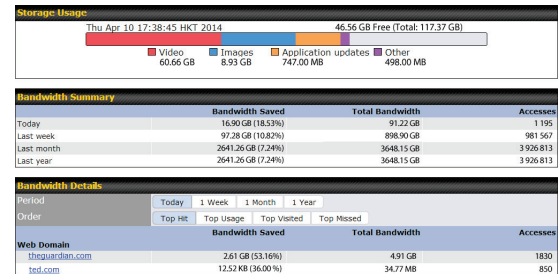 Storage Usage
Thu Apr 10 17:38:45 HKT 2014 46.56 GB Free (Total: 117.37 GB)
Video Images Application updates Other
60.66 GB 8.93 GB 747.00 MB 498.00 MB
Bandwidth Summary
Bandwidth Saved Total Bandwidth Accesses
Today 16.90 GB (18.53%) 91.22 GB 1 195
Last week 97.28 GB (10.82%) 898.90 GB 981 567
Last month 2641.26 GB (7.24%) 3648.15 GB 3 926 813
Last year 2641.26 GB (7.24%) 3648.15 GB 3 926 813
Bandwidth Details
Period Today 1 Week 1 Month 1 Year
Order Top Hit Top Usage Top Visited Top Missed
Bandwidth Saved Total Bandwidth Accesses
Web Domain
theguardian.com 2.61 GB (53.16%) 4.91 GB 1830
ted.com 12.52 KB (36.00 %) 34.77 MB 850